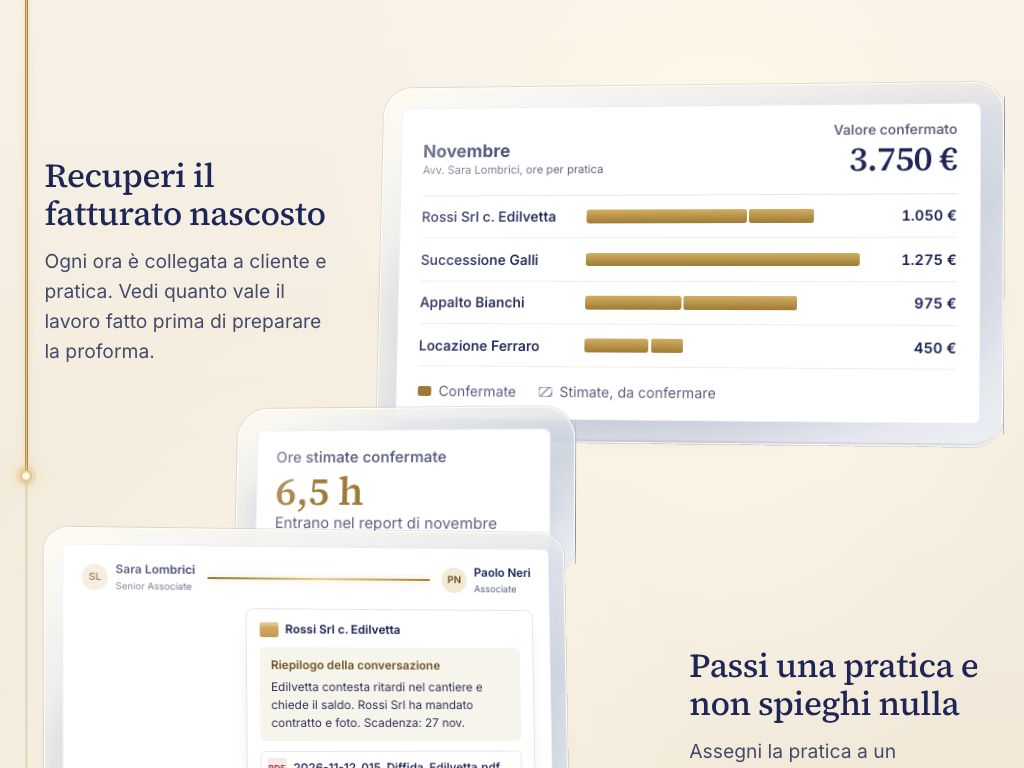 Recuperi il
fatturato nascosto
Ogni ora è collegata a cliente e
pratica. Vedi quanto vale il
lavoro fatto prima di preparare
la proforma.
Novembre
Avv. Sara Lombrici, ore per pratica
Valore confermato
3.750 €
Rossi Srl c. Edilvetta 1.050 €
Successione Galli 1.275 €
Appalto Bianchi 975 €
Locazione Ferraro 450 €
Confermate Stimate, da confermare
Ore stimate confermate
6,5 h
Entrano nel report di novembre
SL Sara Lombrici
Senior Associate
PN Paolo Neri
Associate
Rossi Srl c. Edilvetta
Riepilogo della conversazione
Edilvetta contesta ritardi nel cantiere e
chiede il saldo. Rossi Srl ha mandato
contratto e foto. Scadenza: 27 nov.
PDF 2026-11-12_015_Diffida_Edilvetta.pdf
Passi una pratica e
non spieghi nulla
Assegni la pratica a un